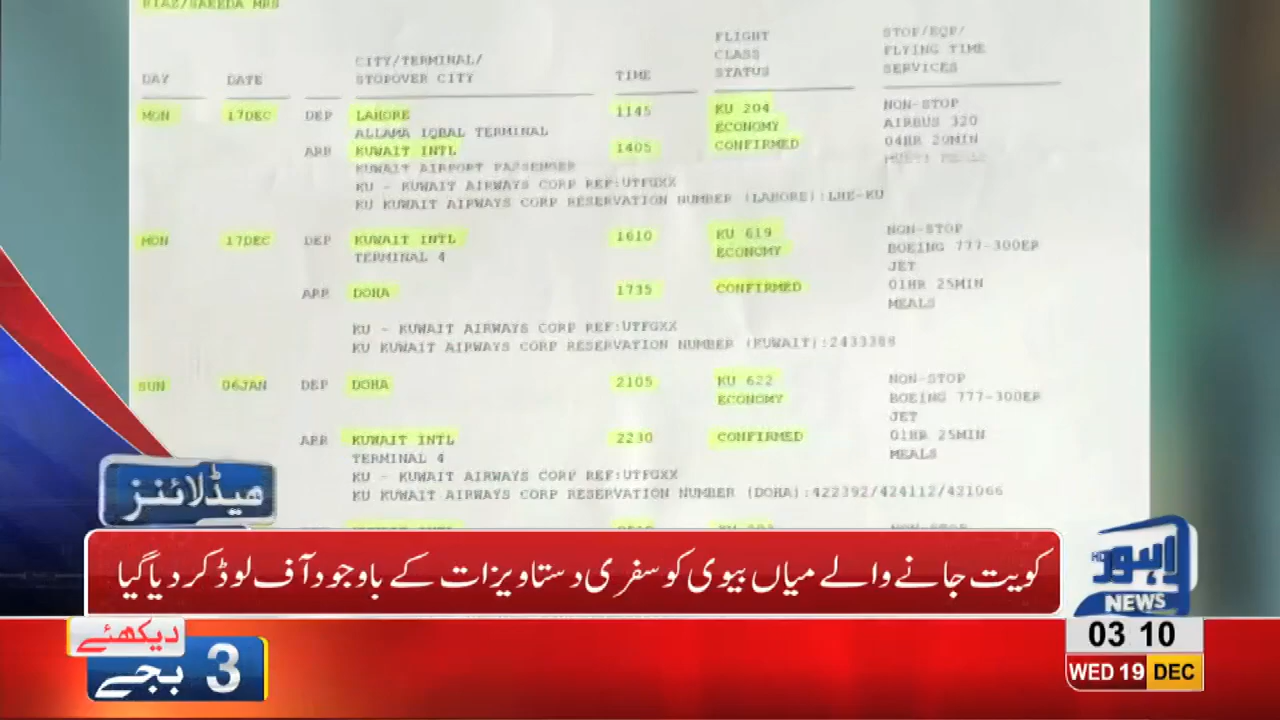 RIAZ/SAEEDA MRS
DAY DATE CITY/TERMINAL/ STOPOVER CITY TIME FLIGHT CLASS STATUS STOP/EQP/ FLYING TIME SERVICES
MON 17DEC DEP LAHORE 1145 KU 204 NON-STOP
ALLAMA IQBAL TERMINAL ECONOMY AIRBUS 320
ARR KUWAIT INTL 1405 CONFIRMED 04HR 20MIN
KUWAIT AIRPORT PASSENGER
KU - KUWAIT AIRWAYS CORP REF:UTFGXX
KU KUWAIT AIRWAYS CORP RESERVATION NUMBER (LAHORE):LHE-KU
MON 17DEC DEP KUWAIT INTL 1610 KU 619 NON-STOP
TERMINAL 4 ECONOMY BOEING 777-300ER
JET
ARR DOHA 1735 CONFIRMED 01HR 25MIN
MEALS
KU - KUWAIT AIRWAYS CORP REF:UTFGXX
KU KUWAIT AIRWAYS CORP RESERVATION NUMBER (KUWAIT):2433388
SUN 06JAN DEP DOHA 2105 KU 622 NON-STOP
ECONOMY BOEING 777-300ER
JET
ARR KUWAIT INTL 2230 CONFIRMED 01HR 25MIN
TERMINAL 4 MEALS
KU - KUWAIT AIRWAYS CORP REF:UTFGXX
KU KUWAIT AIRWAYS CORP RESERVATION NUMBER (DOHA):422392/424112/421066
ہیڈلائنز
کویت جانے والے میاں بیوی کو سفری دستاویزات کے باوجود آف لوڈ کر دیا گیا
لاہور
HD
NEWS
03 10
WED 19 DEC
دیکھئے
3 بجے